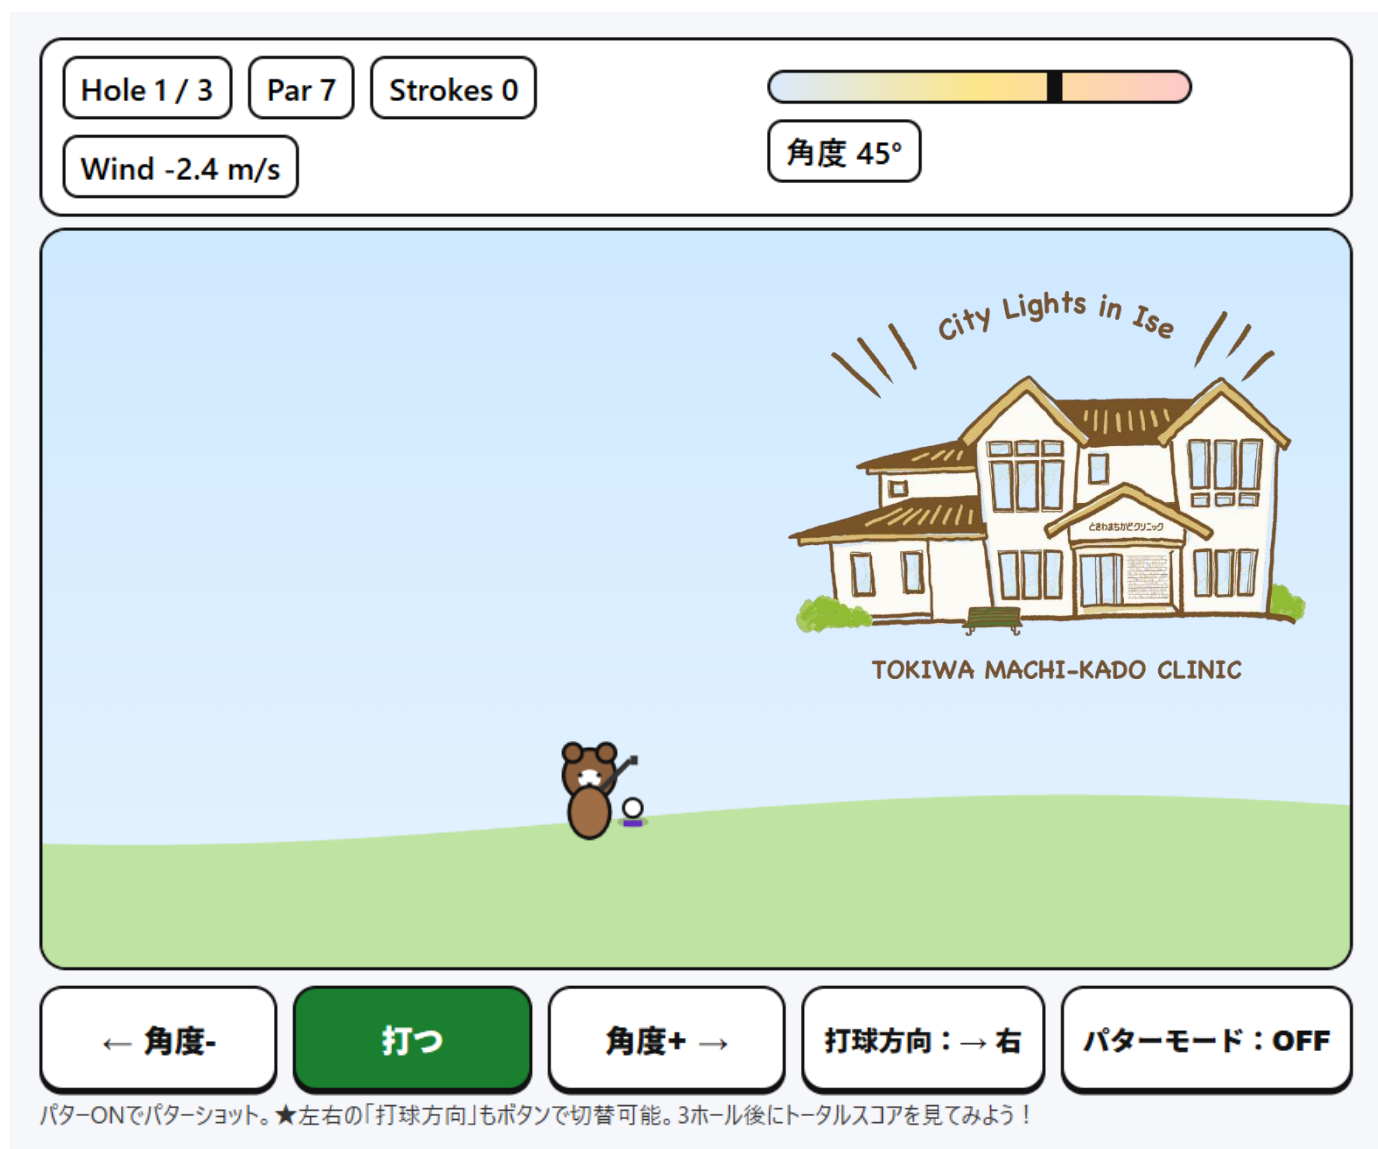 Hole 1 / 3
Par 7
Strokes 0
Wind -2.4 m/s
角度 45°
City Lights in Ise
ときわまちかどクリニック
TOKIWA MACHI-KADO CLINIC
← 角度-
打つ
角度+ →
打球方向：→ 右
パターモード：OFF
パターONでパターショット。★左右の「打球方向」もボタンで切替可能。3ホール後にトータルスコアを見てみよう！